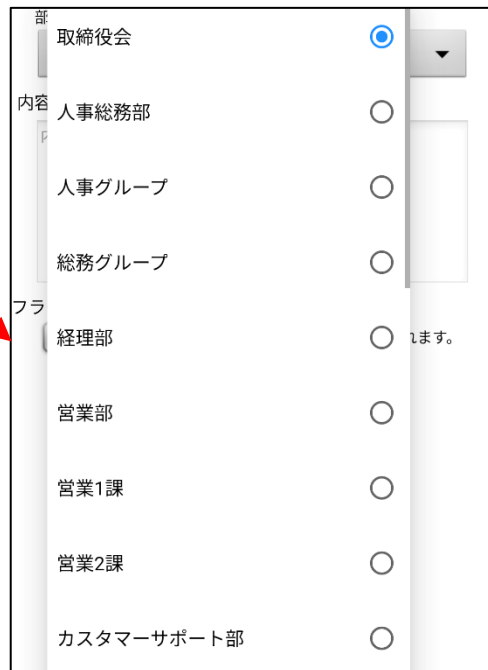 部
取締役会
内容
人事総務部
人事グループ
総務グループ
フラ
経理部
れます。
営業部
営業1課
営業2課
カスタマーサポート部